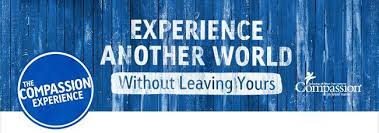 EXPERIENCE
ANOTHER WORLD
Without Leaving Yours
THE
COMPASSION
EXPERIENCE
Compassion